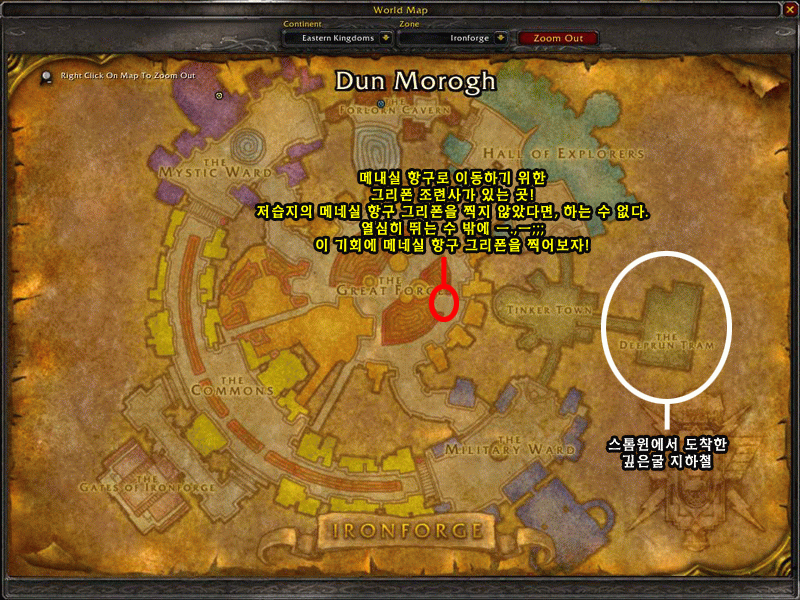 World Map
Continent
Zone
Eastern Kingdoms
Ironforge
Zoom Out
Right Click On Map To Zoom Out
Dun Morogh
THE
FORLORN CAVERN
THE
MYSTIC WARD
HALL OF EXPLORERS
메내실 항구로 이동하기 위한
그리폰 조련사가 있는 곳!
저습지의 메네실 항구 그리폰을 찍지 않았다면, 하는 수 없다.
열심히 뛰는 수 밖에 ㅡ.,ㅡ;;;
이 기회에 메네실 항구 그리폰을 찍어보자!
THE
GREAT FORGE
TINKER TOWN
THE
DEEPRUN TRAM
THE
COMMONS
스톰윈에서 도착한
깊은굴 지하철
THE
MILITARY WARD
THE
GATES OF IRONFORGE
IRONFORGE